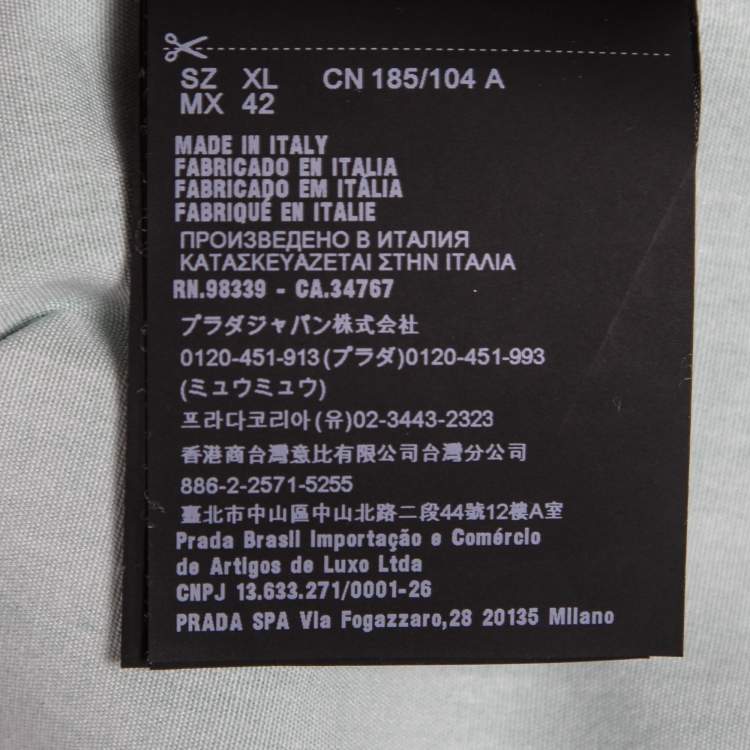 SZ XL CN 185/104 A
MX 42
MADE IN ITALY
FABRICADO EN ITALIA
FABRICADO EM ITÀLIA
FABRIQUÉ EN ITALIE
ПРОИЗВЕДЕНО В ИТАЛИЯ
ΚΑΤΑΣΚΕΥΑΖΕΤΑΙ ΣΤΗΝ ΙΤΑΛΙΑ
RN.98339 - CA.34767
プラダジャパン株式会社
0120-451-913(プラダ)0120-451-993
(ミュウミュウ)
프라다코리아(유)02-3443-2323
香港商台灣意比有限公司台灣分公司
886-2-2571-5255
臺北市中山區中山北路二段44號12樓A室
Prada Brasil Importação e Comércio
de Artigos de Luxo Ltda
CNPJ 13.633.271/0001-26
PRADA SPA Via Fogazzaro,28 20135 Milano